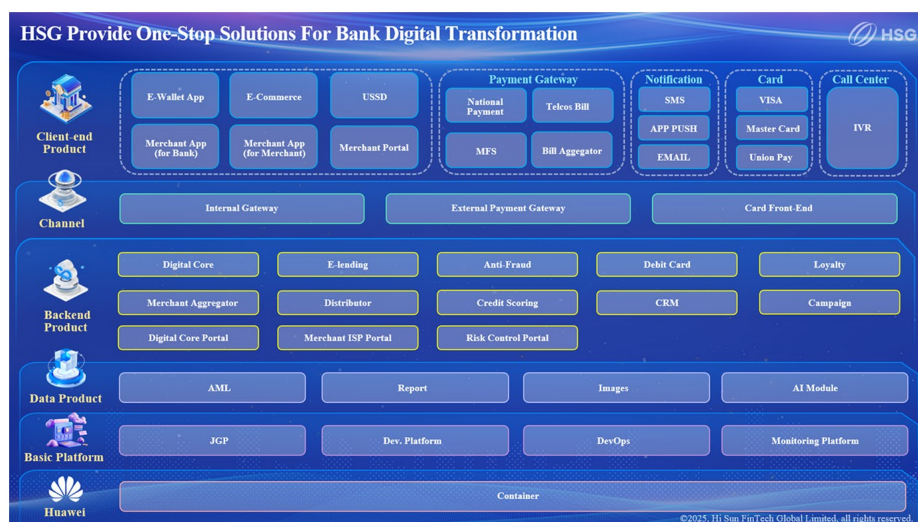 HSG Provide One-Stop Solutions For Bank Digital Transformation
HSG
Client-end
Product
E-Wallet App
E-Commerce
USSD
Merchant App
(for Bank)
Merchant App
(for Merchant)
Merchant Portal
Payment Gateway
National
Payment
Telcos Bill
MFS
Bill Aggegator
Notification
SMS
APP PUSH
EMAIL
Card
VISA
Master Card
Union Pay
Call Center
IVR
Channel
Internal Gateway
External Payment Gateway
Card Front-End
Backend
Product
Digital Core
E-lending
Anti-Fraud
Debit Card
Loyalty
Merchant Aggregator
Distributor
Credit Scoring
CRM
Campaign
Digital Core Portal
Merchant ISP Portal
Risk Control Portal
Data Product
AML
Report
Images
AI Module
Basic Platform
JGP
Dev. Platform
DevOps
Monitoring Platform
Huawei
Container
©2025, Hi Sun FinTech Global Limited, all rights reserved.